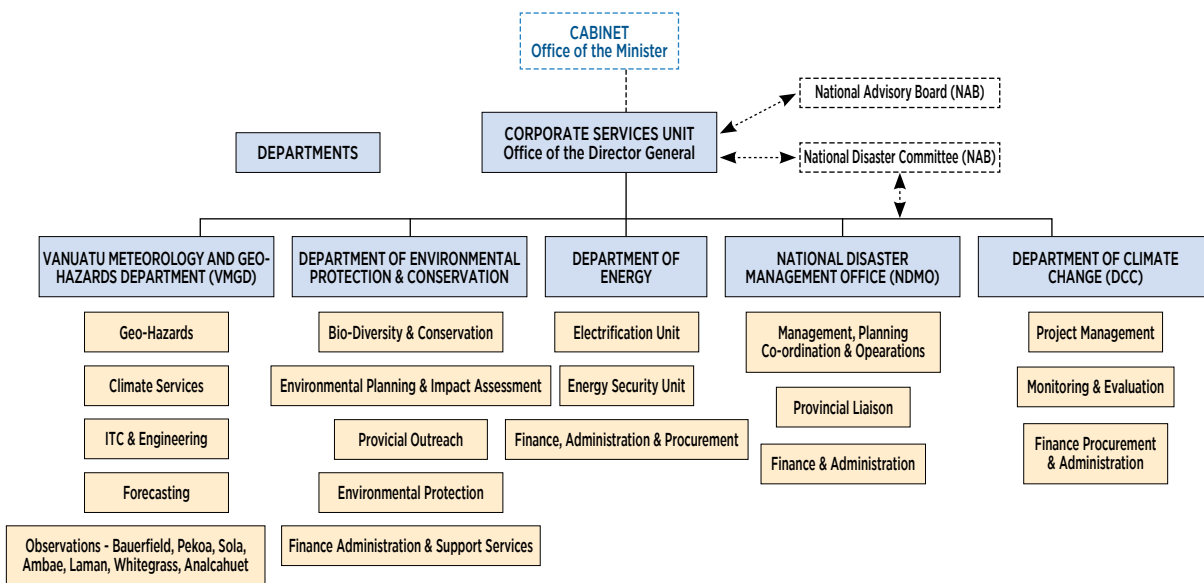 CABINET
Office of the Minister
National Advisory Board (NAB)
CORPORATE SERVICES UNIT
Office of the Director General
DEPARTMENTS
National Disaster Committee (NAB)
VANUATU METEOROLOGY AND GEO-
HAZARDS DEPARTMENT (VMGD)
Geo-Hazards
Climate Services
ITC & Engineering
Forecasting
Observations - Bauerfield, Pekoa, Sola,
Ambae, Laman, Whitegrass, Analcahuet
DEPARTMENT OF ENVIRONMENTAL
PROTECTION & CONSERVATION
Bio-Diversity & Conservation
Environmental Planning & Impact Assessment
Provicial Outreach
Environmental Protection
Finance Administration & Support Services
DEPARTMENT OF
ENERGY
Electrification Unit
Energy Security Unit
Finance, Administration & Procurement
NATIONAL DISASTER
MANAGEMENT OFFICE (NDMO)
Management, Planning
Co-ordination & Opearations
Provincial Liaison
Finance & Administration
DEPARTMENT OF CLIMATE
CHANGE (DCC)
Project Management
Monitoring & Evaluation
Finance Procurement
& Administration